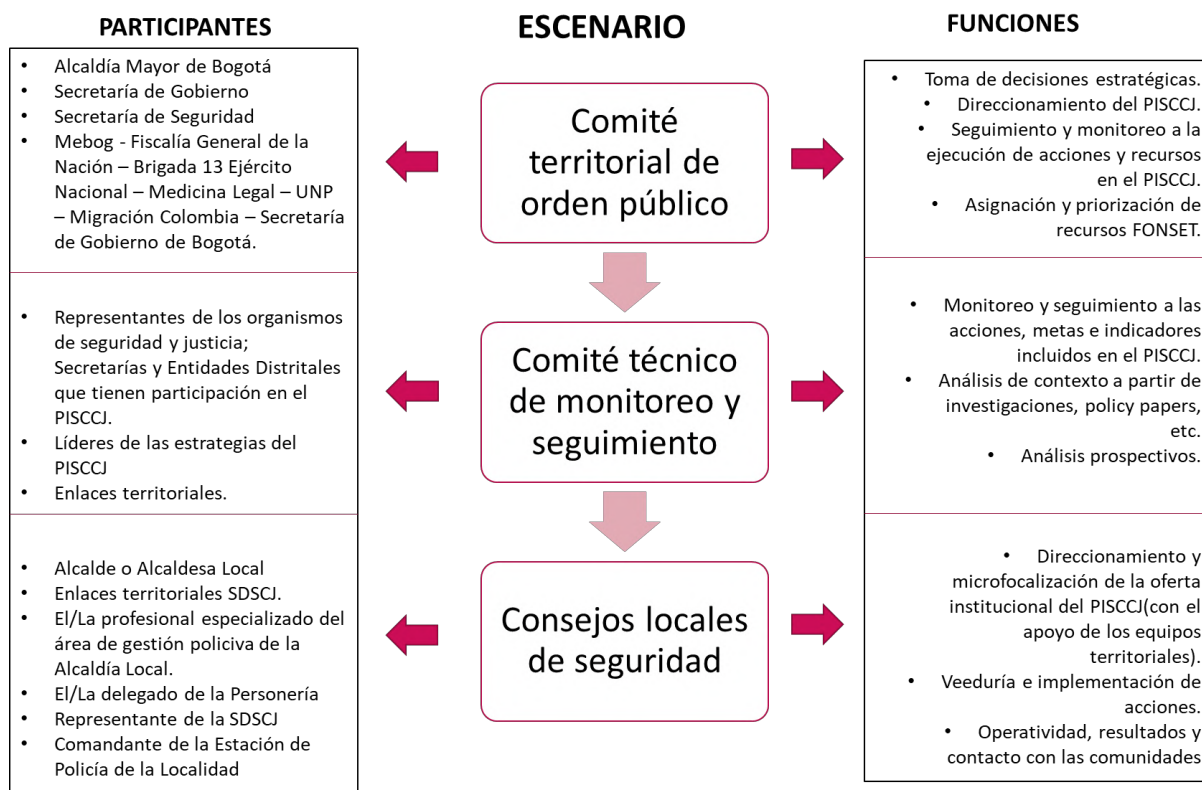 PARTICIPANTES
ESCENARIO
FUNCIONES
• Alcaldía Mayor de Bogotá
• Secretaría de Gobierno
• Secretaría de Seguridad
• Mebog - Fiscalía General de la
Nación – Brigada 13 Ejército
Nacional – Medicina Legal – UNP
– Migración Colombia – Secretaría
de Gobierno de Bogotá.
Comité
territorial de
orden público
• Toma de decisiones estratégicas.
• Direccionamiento del PISCCJ.
• Seguimiento y monitoreo a la
ejecución de acciones y recursos
en el PISCCJ.
• Asignación y priorización de
recursos FONSET.
• Representantes de los organismos
de seguridad y justicia;
Secretarías y Entidades Distritales
que tienen participación en el
PISCCJ.
• Líderes de las estrategias del
PISCCJ
• Enlaces territoriales.
Comité técnico
de monitoreo y
seguimiento
• Monitoreo y seguimiento a las
acciones, metas e indicadores
incluidos en el PISCCJ.
• Análisis de contexto a partir de
investigaciones, policy papers,
etc.
• Análisis prospectivos.
• Alcalde o Alcaldesa Local
• Enlaces territoriales SDSCJ.
• El/La profesional especializado del
área de gestión policiva de la
Alcaldía Local.
• El/La delegado de la Personería
• Representante de la SDSCJ
• Comandante de la Estación de
Policía de la Localidad
Consejos locales
de seguridad
• Direccionamiento y
microfocalización de la oferta
institucional del PISCCJ(con el
apoyo de los equipos
territoriales).
• Veeduría e implementación de
acciones.
• Operatividad, resultados y
contacto con las comunidades